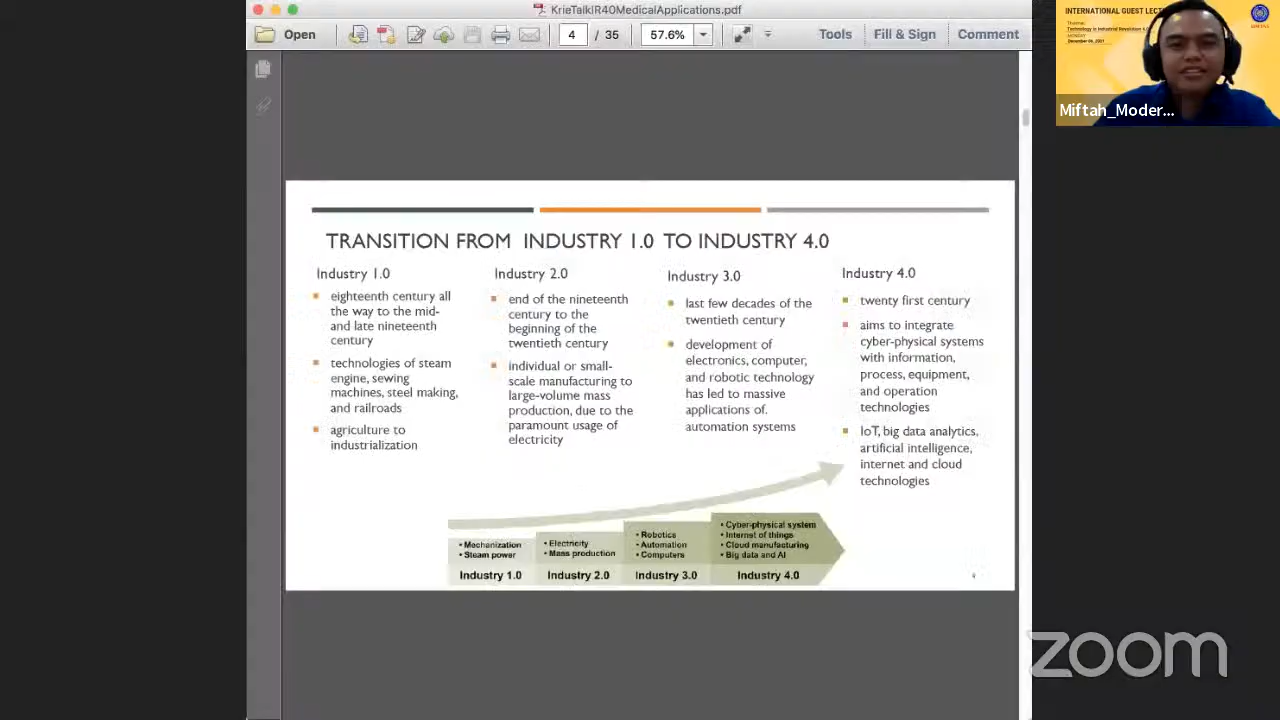 KrieTalkIR40MedicalApplications.pdf
Open
4 / 35
57.6%
Tools
Fill & Sign
Comment
INTERNATIONAL GUEST LECT
Technology in Industrial Revolution 4.
MONDAY
December 06, 2021
Miftah_Moder...
TRANSITION FROM INDUSTRY 1.0 TO INDUSTRY 4.0
Industry 1.0
eighteenth century all
the way to the mid-
and late nineteenth
century
technologies of steam
engine, sewing
machines, steel making,
and railroads
agriculture to
industrialization
Industry 2.0
end of the nineteenth
century to the
beginning of the
twentieth century
individual or small-
scale manufacturing to
large-volume mass
production, due to the
paramount usage of
electricity
Industry 3.0
last few decades of the
twentieth century
development of
electronics, computer,
and robotic technology
has led to massive
applications of.
automation systems
Industry 4.0
twenty first century
aims to integrate
cyber-physical systems
with information,
process, equipment,
and operation
technologies
IoT, big data analytics,
artificial intelligence,
internet and cloud
technologies
• Mechanization
• Steam power
Industry 1.0
• Electricity
• Mass production
Industry 2.0
• Robotics
• Automation
• Computers
Industry 3.0
• Cyber-physical system
• Internet of things
• Cloud manufacturing
• Big data and AI
Industry 4.0
zoom